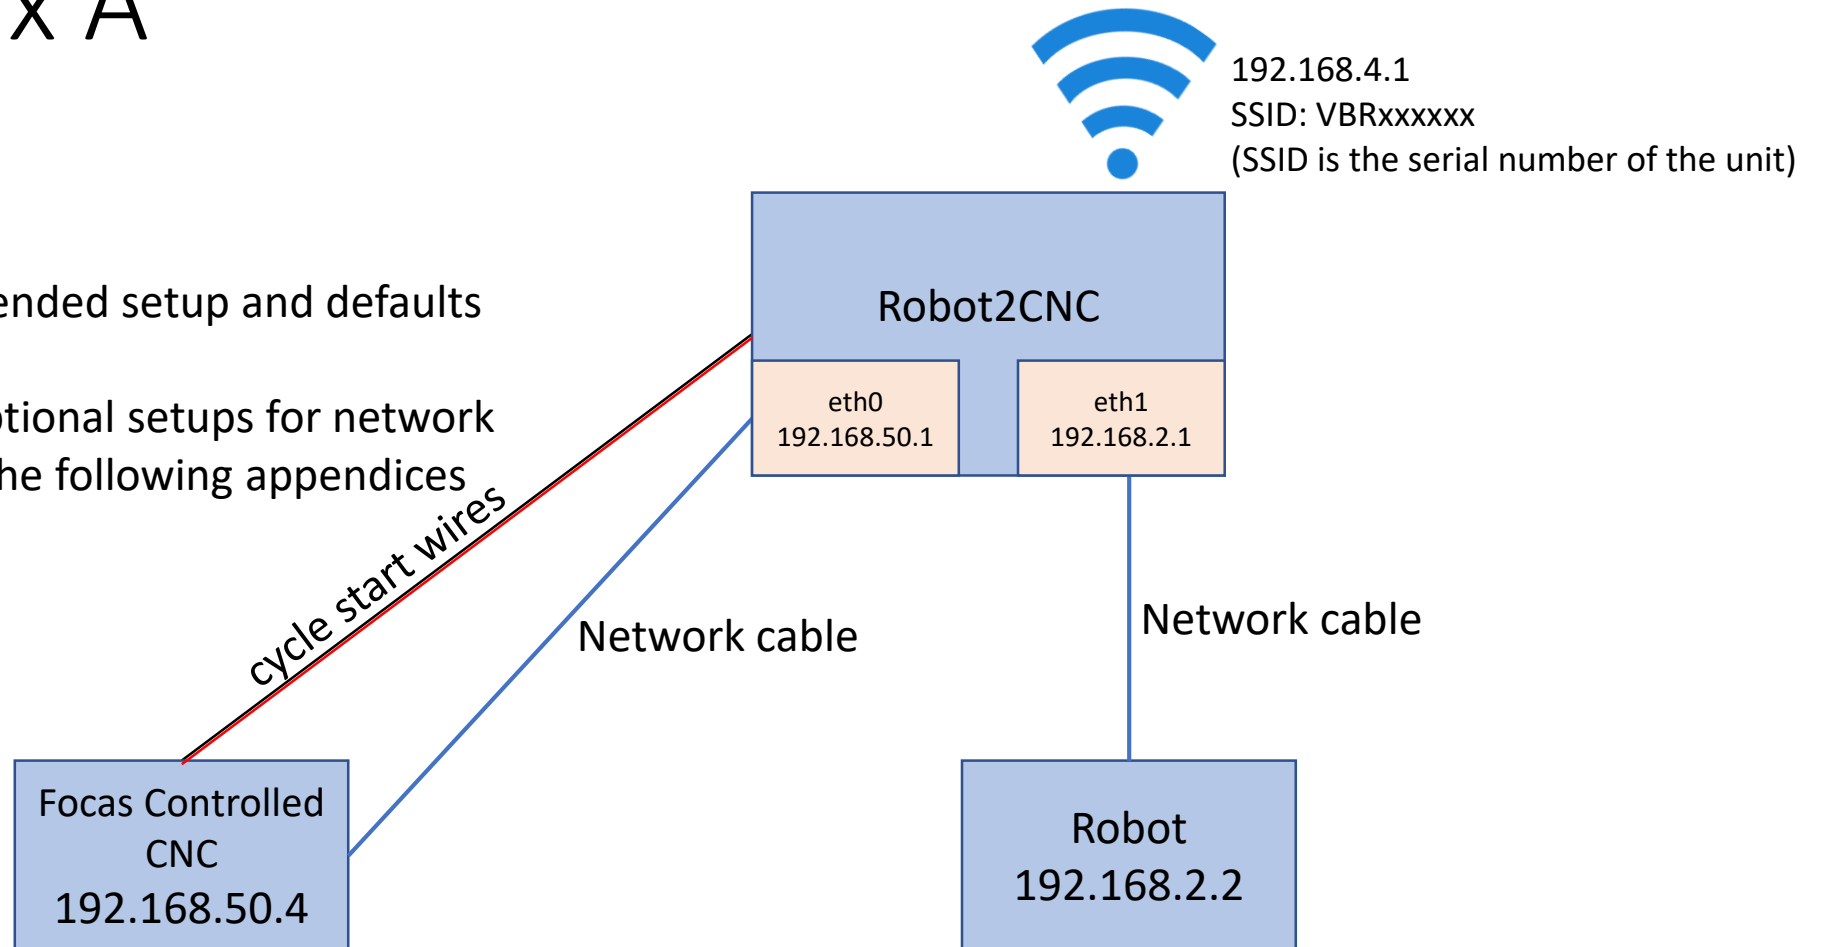 x A
192.168.4.1
SSID: VBRxxxxxx
(SSID is the serial number of the unit)
ended setup and defaults
otional setups for network
he following appendices
Robot2CNC
eth0
192.168.50.1
eth1
192.168.2.1
cycle start wires
Network cable
Network cable
Focas Controlled
CNC
192.168.50.4
Robot
192.168.2.2